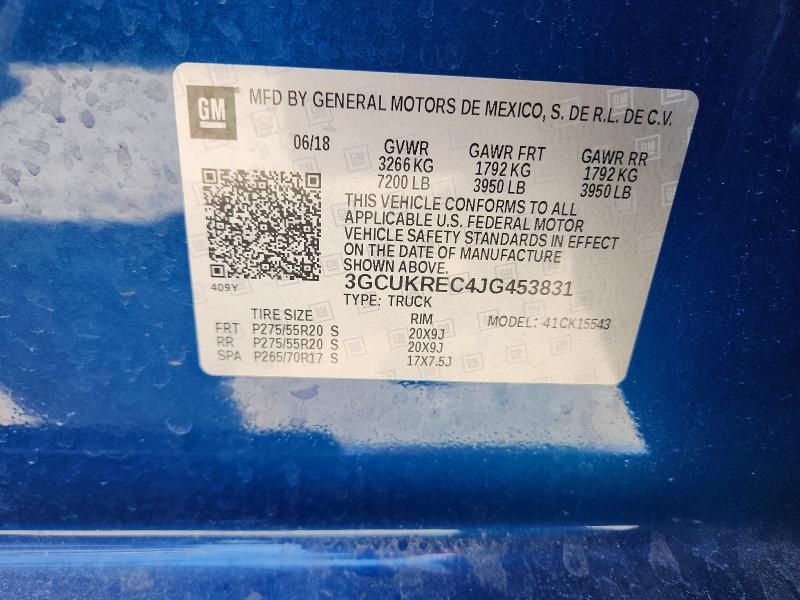 GM
MFD BY GENERAL MOTORS DE MEXICO, S. DE R.L. DE C.V.
06/18 GVWR GAWR FRT GAWR RR
3266 KG 1792 KG 1792 KG
7200 LB 3950 LB 3950 LB
THIS VEHICLE CONFORMS TO ALL
APPLICABLE U.S. FEDERAL MOTOR
VEHICLE SAFETY STANDARDS IN EFFECT
ON THE DATE OF MANUFACTURE
SHOWN ABOVE.
409Y
3GCUKREC4JG453831
TYPE: TRUCK
TIRE SIZE RIM MODEL: 41CK15543
FRT P275/55R20 S 20X9J
RR P275/55R20 S 20X9J
SPA P265/70R17 S 17X7.5J